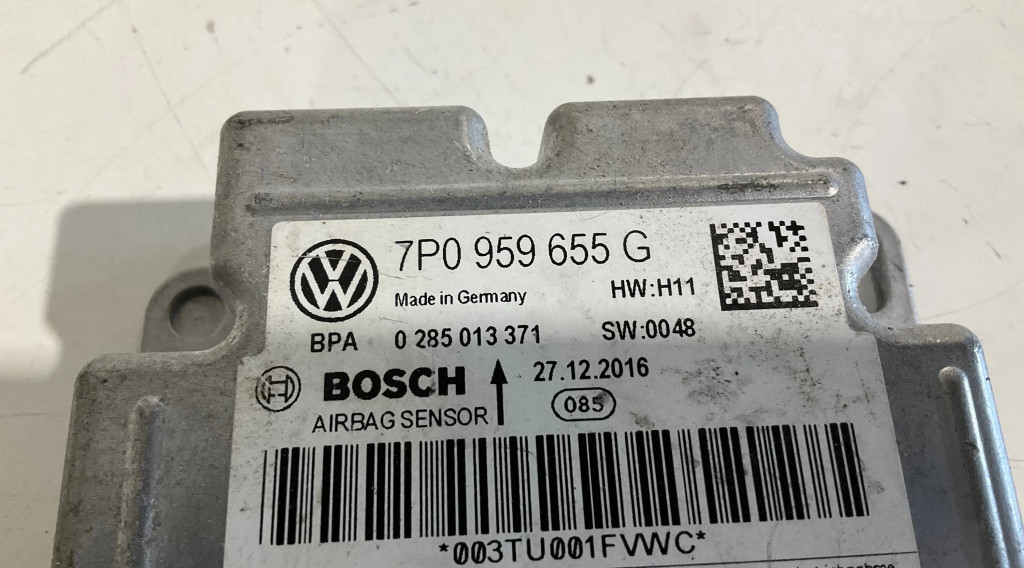 7P0 959 655 G
Made in Germany HW:H11
BPA 0 285 013 371 SW:0048
BOSCH 27.12.2016
AIRBAG SENSOR 085
*003TU001FVWC*